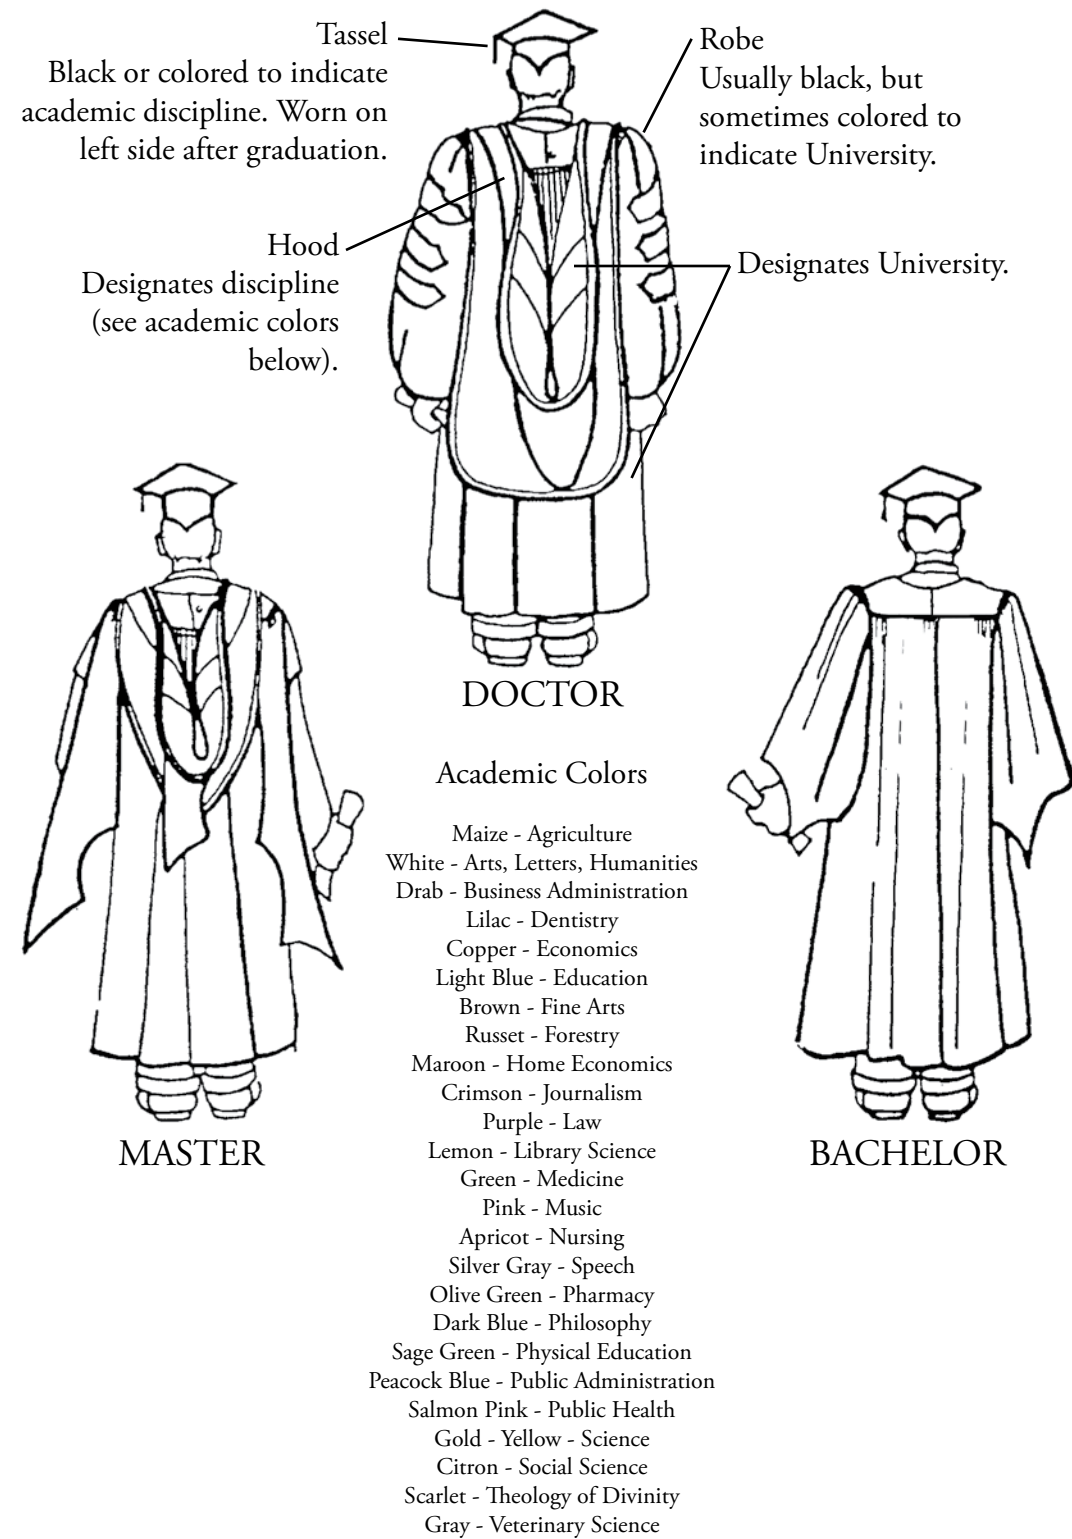 Tassel
Black or colored to indicate
academic discipline. Worn on
left side after graduation.
Robe
Usually black, but
sometimes colored to
indicate University.
Hood
Designates discipline
(see academic colors
below).
Designates University.
DOCTOR
MASTER
BACHELOR
Academic Colors
Maize - Agriculture
White - Arts, Letters, Humanities
Drab - Business Administration
Lilac - Dentistry
Copper - Economics
Light Blue - Education
Brown - Fine Arts
Russet - Forestry
Maroon - Home Economics
Crimson - Journalism
Purple - Law
Lemon - Library Science
Green - Medicine
Pink - Music
Apricot - Nursing
Silver Gray - Speech
Olive Green - Pharmacy
Dark Blue - Philosophy
Sage Green - Physical Education
Peacock Blue - Public Administration
Salmon Pink - Public Health
Gold - Yellow - Science
Citron - Social Science
Scarlet - Theology of Divinity
Gray - Veterinary Science